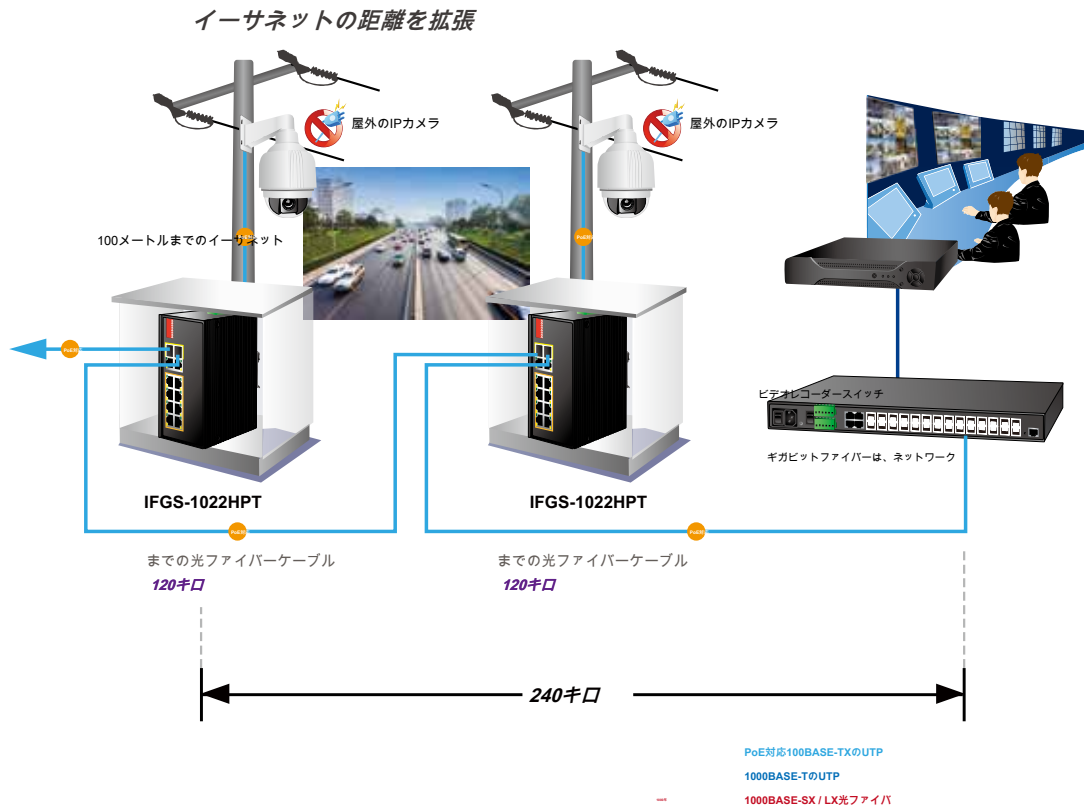 イーサネットの距離を拡張
屋外のIPカメラ
屋外のIPカメラ
100メートルまでのイーサネット
ビデオレコーダースイッチ
ギガビットファイバーは、ネットワーク
IFGS-1022HPT
IFGS-1022HPT
までの光ファイバーケーブル
120キロ
までの光ファイバーケーブル
120キロ
240キロ
PoE対応100BASE-TXのUTP
1000BASE-TのUTP
1000BASE-SX / LX光ファイバ